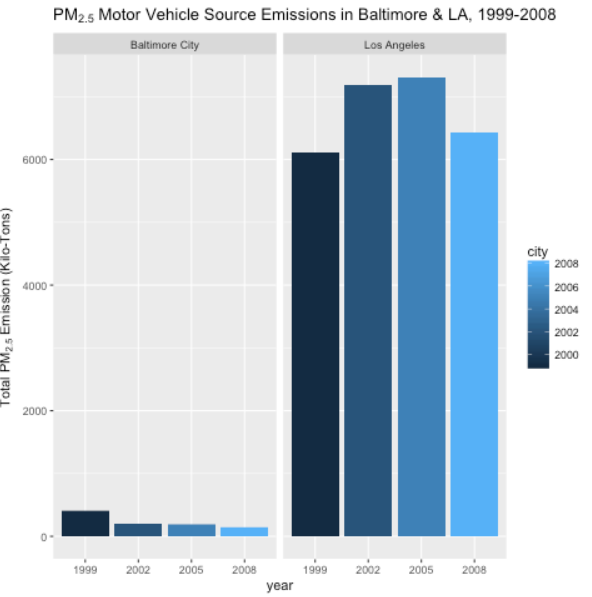 PM2.5 Motor Vehicle Source Emissions in Baltimore & LA, 1999-2008
Baltimore City
Los Angeles
Total PM2.5 Emission (Kilo-Tons)
6000
4000
2000
0
1999 2002 2005 2008
1999 2002 2005 2008
year
city
2008
2006
2004
2002
2000